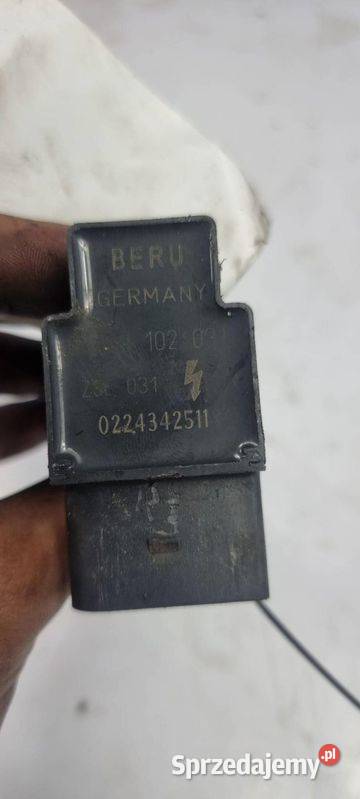 BERU
GERMANY
102
031
0224342511
Sprzedajemy.pl